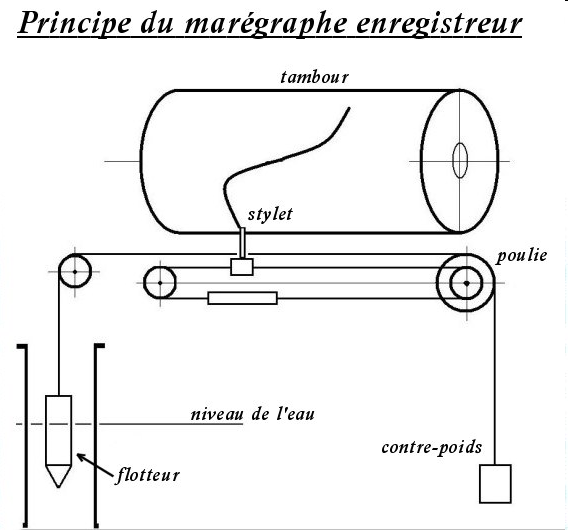 Principe du marégraphe enregistreur
tambour
stylet
poulie
niveau de l'eau
contre-poids
flotteur